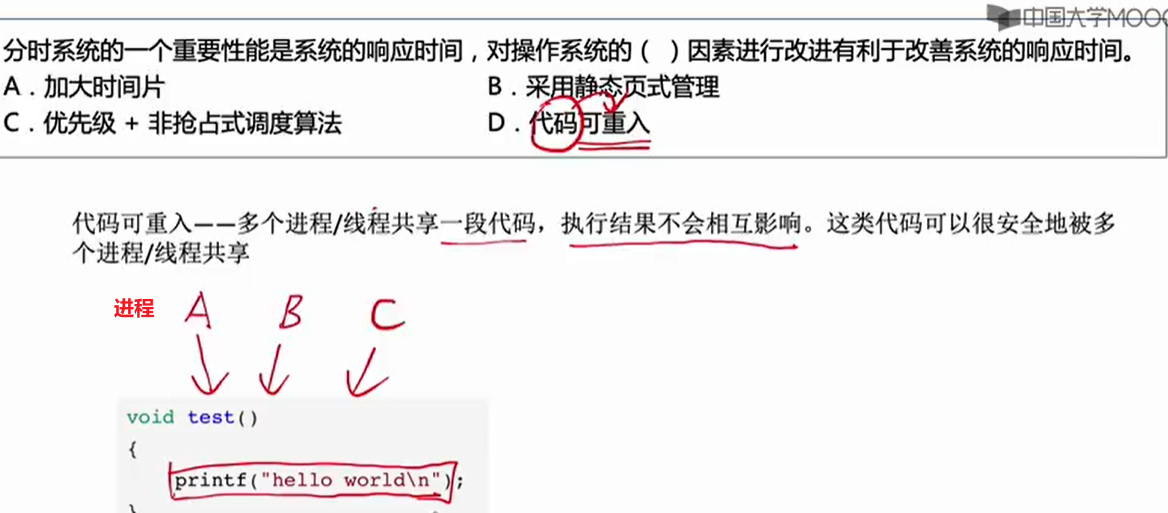 中国大学MOOC
分时系统的一个重要性能是系统的响应时间，对操作系统的（ ）因素进行改进有利于改善系统的响应时间。
A．加大时间片 B．采用静态页式管理
C．优先级 + 非抢占式调度算法 D．代码可重入
代码可重入——多个进程/线程共享一段代码，执行结果不会相互影响。这类代码可以很安全地被多
个进程/线程共享
进程 A B C
void test()
{
printf("hello world\n");
}